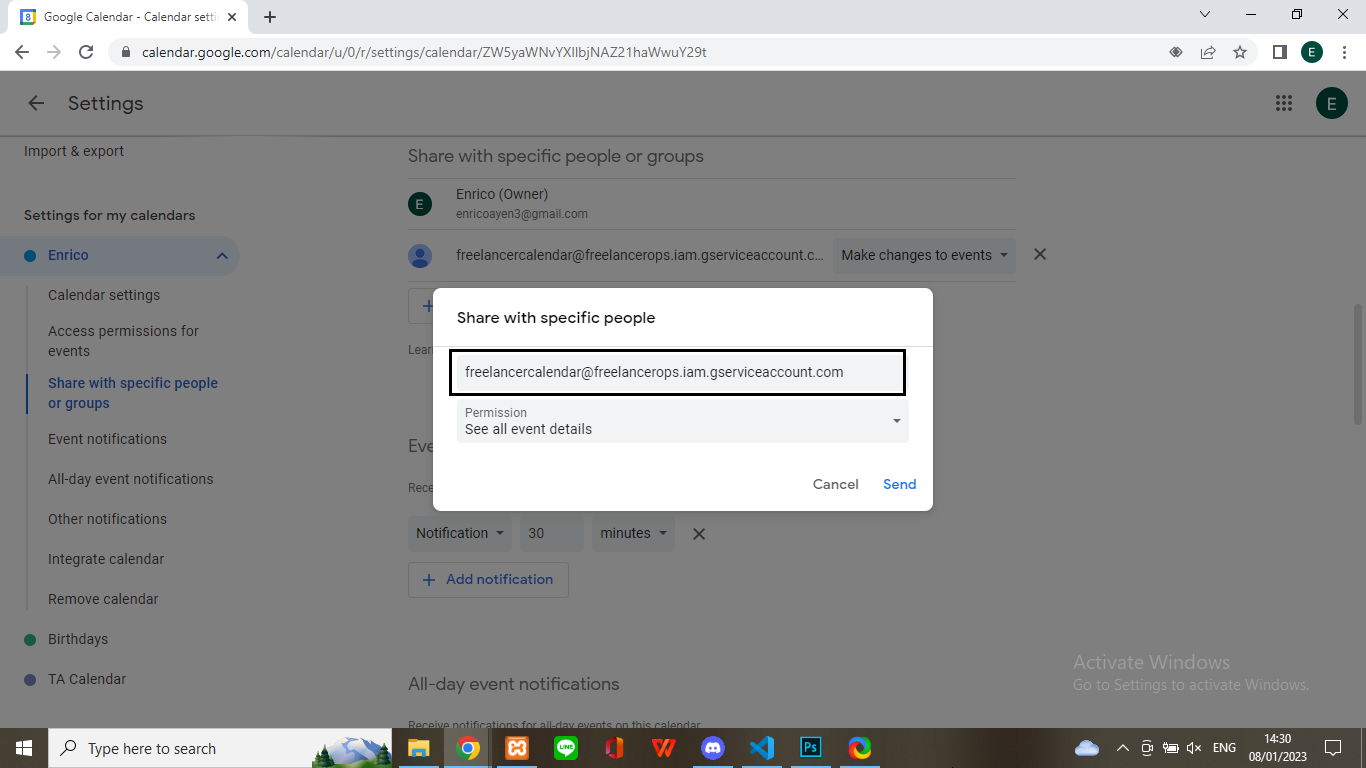 Google Calendar - Calendar setti
calendar.google.com/calendar/u/0/r/settings/calendar/ZW5yaWNvYXllbjNAZ21haWwuY29t
E
Settings
E
Import & export
Share with specific people or groups
Enrico (Owner)
E
enricoayen3@gmail.com
Settings for my calendars
Enrico
freelancercalendar@freelancerops.iam.gserviceaccount.c...
Make changes to events
Calendar settings
Access permissions for
events
Share with specific people
or groups
Event notifications
All-day event notifications
Other notifications
Integrate calendar
Remove calendar
Birthdays
TA Calendar
Lear
Share with specific people
freelancercalendar@freelancerops.iam.gserviceaccount.com
Permission
See all event details
Cancel
Send
Eve
Rece
Notification
30
minutes
+ Add notification
All-day event notifications
Receive notifications for all-day events on this calendar.
Activate Windows
Go to Settings to activate Windows.
Type here to search
LINE
W
Ps
ENG
14:30
08/01/2023